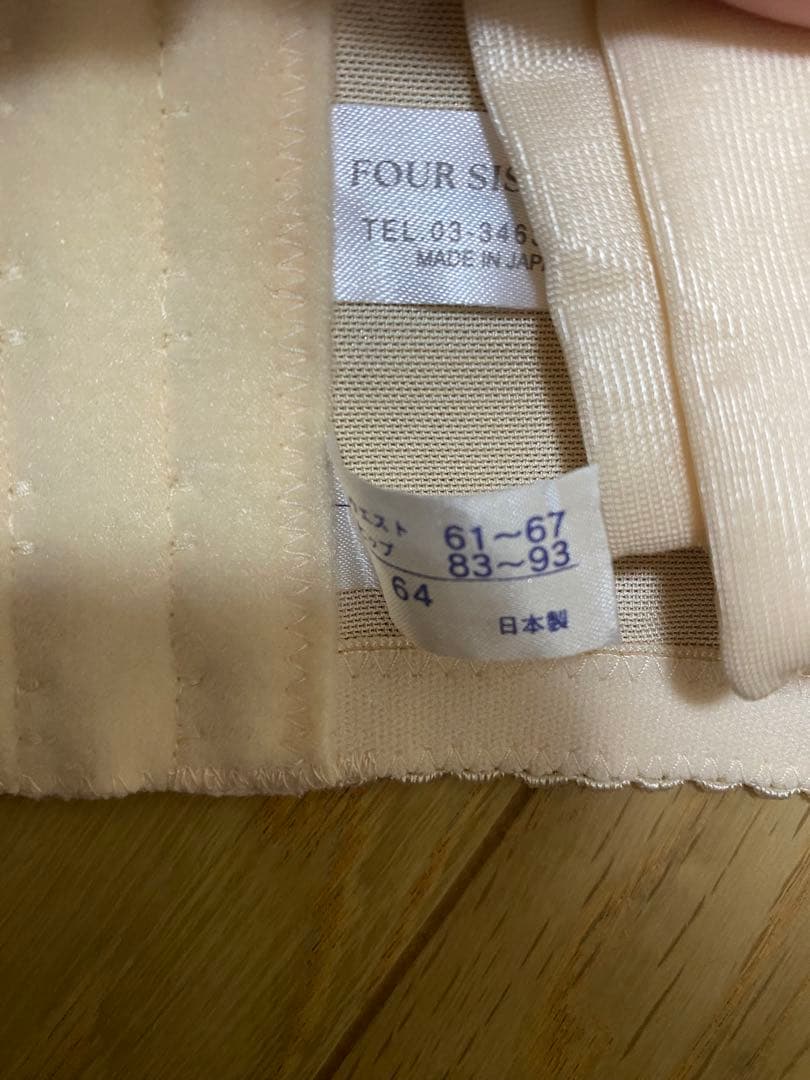 FOUR SIS
TEL.03-346
MADE IN JAPA
エスト 61～67
ップ 83～93
64
日本製